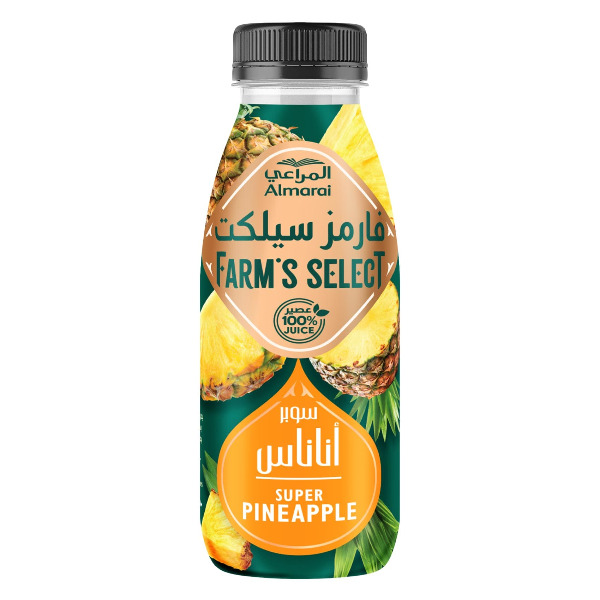 المراعي
Almarai
فارمز سيلكت
FARM'S SELECT
عصير
100%
JUICE
سوبر
أناناس
SUPER
PINEAPPLE